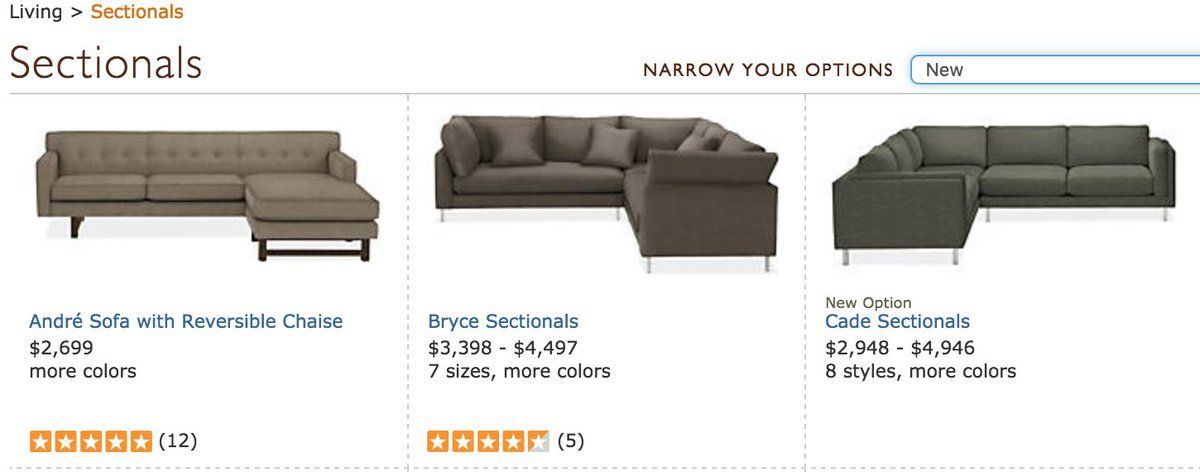 Living > Sectionals
Sectionals
NARROW YOUR OPTIONS
New
André Sofa with Reversible Chaise
$2,699
more colors
(12)
Bryce Sectionals
$3,398 - $4,497
7 sizes, more colors
(5)
New Option
Cade Sectionals
$2,948 - $4,946
8 styles, more colors